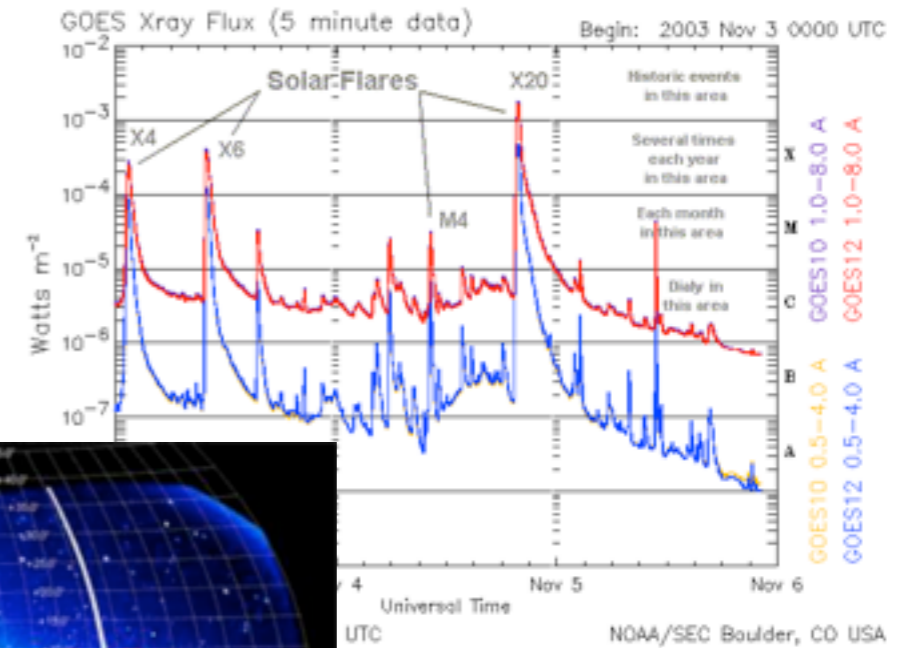 GOES Xray Flux (5 minute data)
Begin: 2003 Nov 3 0000 UTC
10-2
10-3
10-4
10-5
10-6
10-7
Watts m-2
Solar Flares
X4
X6
M4
X20
Historic events
in this area
Several times
each year
in this area
Each month
in this area
Dialy in
this area
X
M
C
B
A
GOES10 1.0-8.0 A
GOES12 1.0-8.0 A
GOES10 0.5-4.0 A
GOES12 0.5-4.0 A
4
Nov 5
Nov 6
Universal Time
UTC
NOAA/SEC Boulder, CO USA